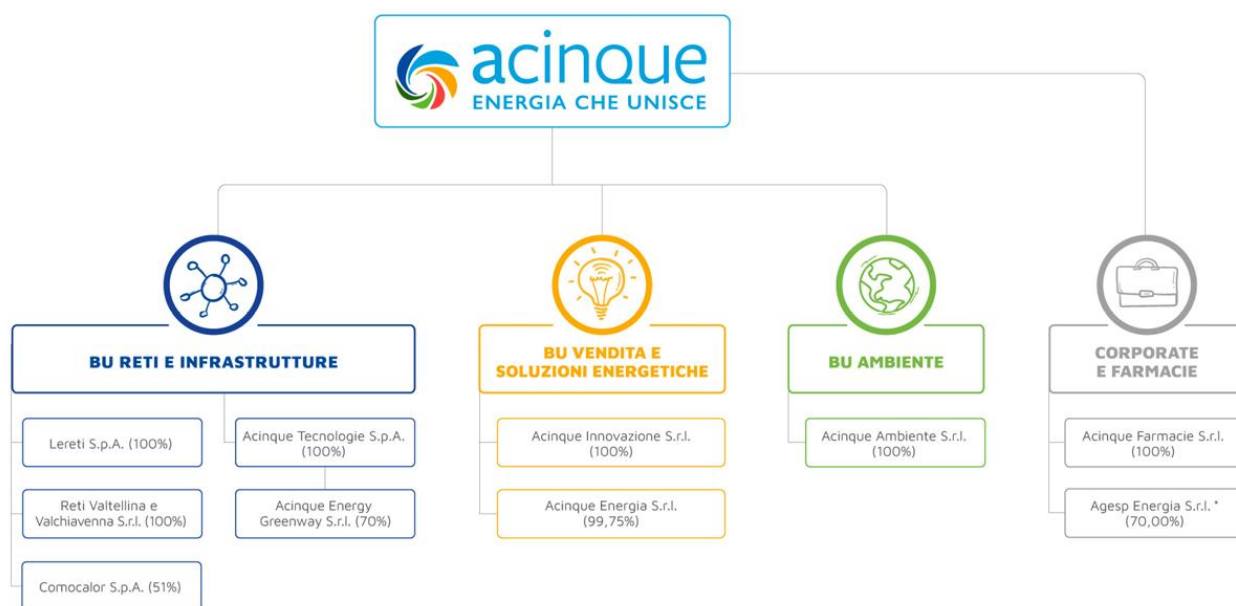 acinque
ENERGIA CHE UNISCE
BU RETI E INFRASTRUTTURE
Lereti S.p.A. (100%)
Reti Valtellina e
Valchiavenna S.r.l. (100%)
Comocalor S.p.A. (51%)
Acinque Tecnologie S.p.A.
(100%)
Acinque Energy
Greenway S.r.l. (70%)
BU VENDITA E
SOLUZIONI ENERGETICHE
Acinque Innovazione S.r.l.
(100%)
Acinque Energia S.r.l.
(99,75%)
BU AMBIENTE
Acinque Ambiente S.r.l.
(100%)
CORPORATE
E FARMACIE
Acinque Farmacie S.r.l.
(100%)
Agesp Energia S.r.l. *
(70,00%)